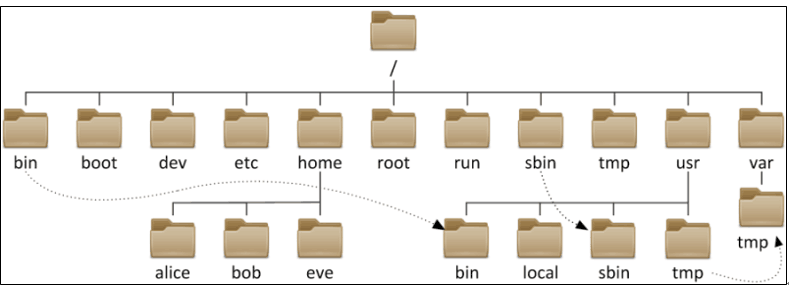 /
bin boot dev etc home root run sbin tmp usr var
tmp
alice bob eve bin local sbin tmp